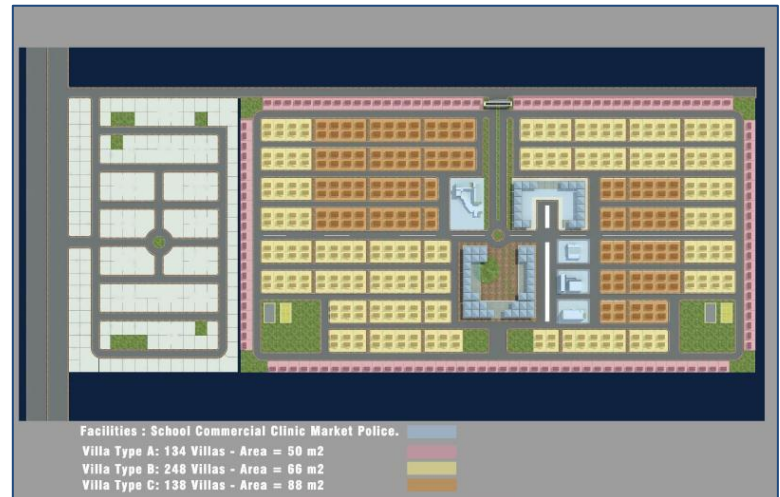 Facilities : School Commercial Clinic Market Police.
Villa Type A: 134 Villas - Area = 50 m2
Villa Type B: 248 Villas - Area = 66 m2
Villa Type C: 138 Villas - Area = 88 m2